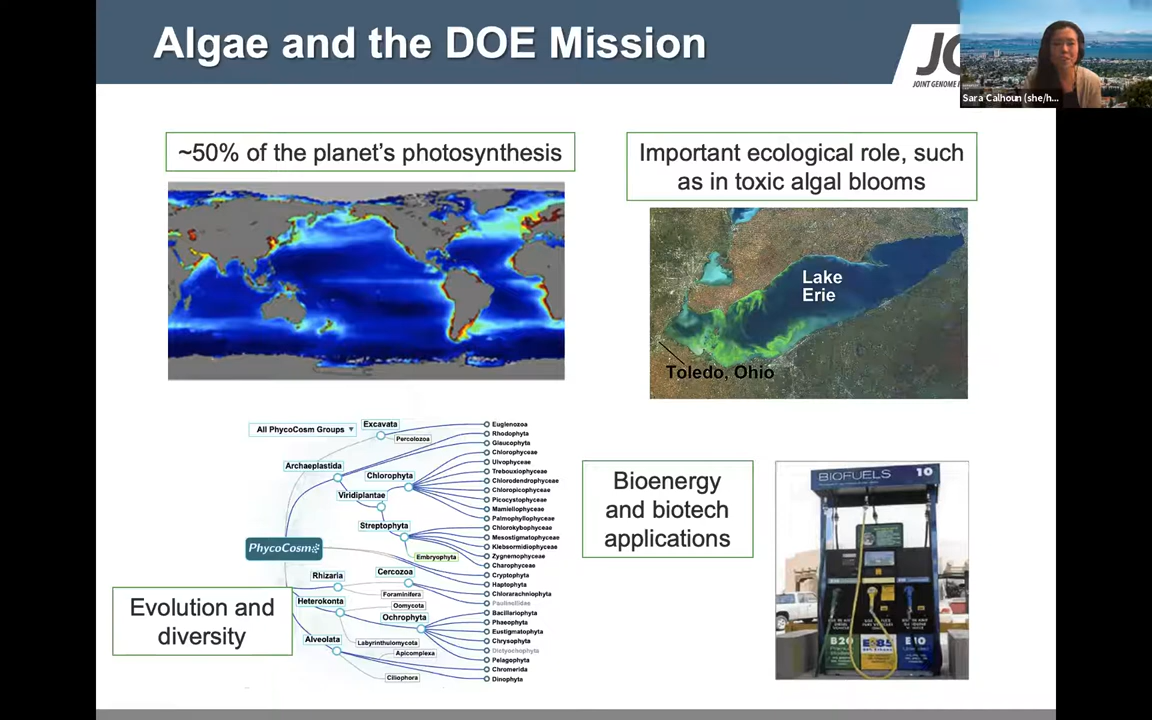 Algae and the DOE Mission
JOINT GENOME
Sara Calhoun (she/h...
~50% of the planet's photosynthesis
Important ecological role, such
as in toxic algal blooms
Lake
Erie
Toledo, Ohio
All PhycoCosm Groups
Excavata
Percolozoa
Archaeplastida
Chlorophyta
Viridiplantae
Streptophyta
Embryophyta
PhycoCosm
Rhizaria
Cercozoa
Foraminifera
Heterokonta
Oomycota
Ochrophyta
Labyrinthulomycota
Alveolata
Apicomplexa
Ciliophora
Euglenozoa
Rhodophyta
Glaucophyta
Chlorophyceae
Ulvophyceae
Trebouxiophyceae
Chlorodendrophyceae
Chloropicophyceae
Picocystophyceae
Mamiellophyceae
Palmophyllophyceae
Chlorokybophyceae
Mesostigmatophyceae
Klebsormidiophyceae
Zygnemophyceae
Charophyceae
Cryptophyta
Haptophyta
Chlorarachniophyta
Paulinellidae
Bacillariophyta
Phaeophyta
Eustigmatophyta
Chrysophyta
Dictyochophyta
Pelagophyta
Chromerida
Dinophyta
Evolution and
diversity
Bioenergy
and biotech
applications
BIOFUELS 10
B20
E85
E10